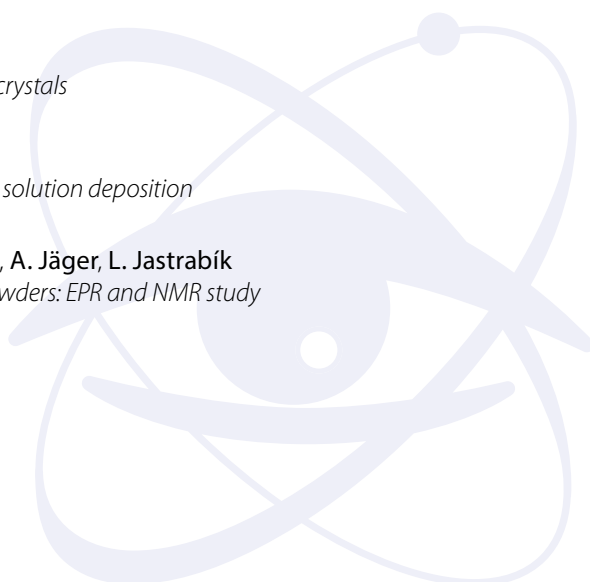 crystals
solution deposition
, A. Jäger, L. Jastrabík
wders: EPR and NMR study